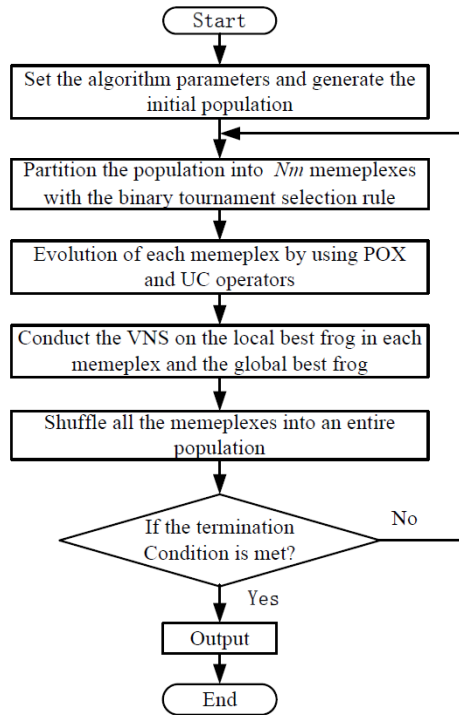 Start
Set the algorithm parameters and generate the
initial population
Partition the population into Nm memeplexes
with the binary tournament selection rule
Evolution of each memeplex by using POX
and UC operators
Conduct the VNS on the local best frog in each
memeplex and the global best frog
Shuffle all the memeplexes into an entire
population
If the termination
Condition is met?
No
Yes
Output
End